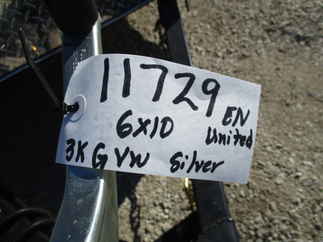 11729
6x10 EN United
3K GVW Silver